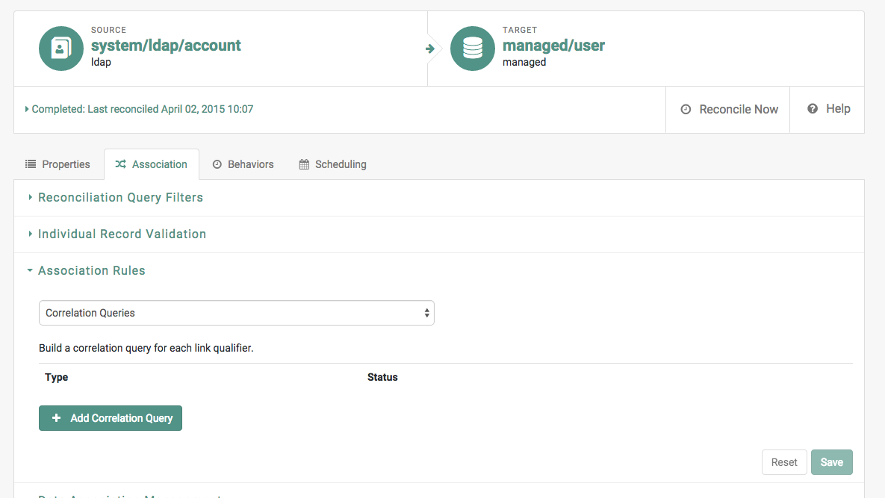 SOURCE
system/ldap/account
ldap
TARGET
managed/user
managed
Completed: Last reconciled April 02, 2015 10:07
Reconcile Now
Help
Properties
Association
Behaviors
Scheduling
Reconciliation Query Filters
Individual Record Validation
Association Rules
Correlation Queries
Build a correlation query for each link qualifier.
Type Status
+ Add Correlation Query
Reset
Save